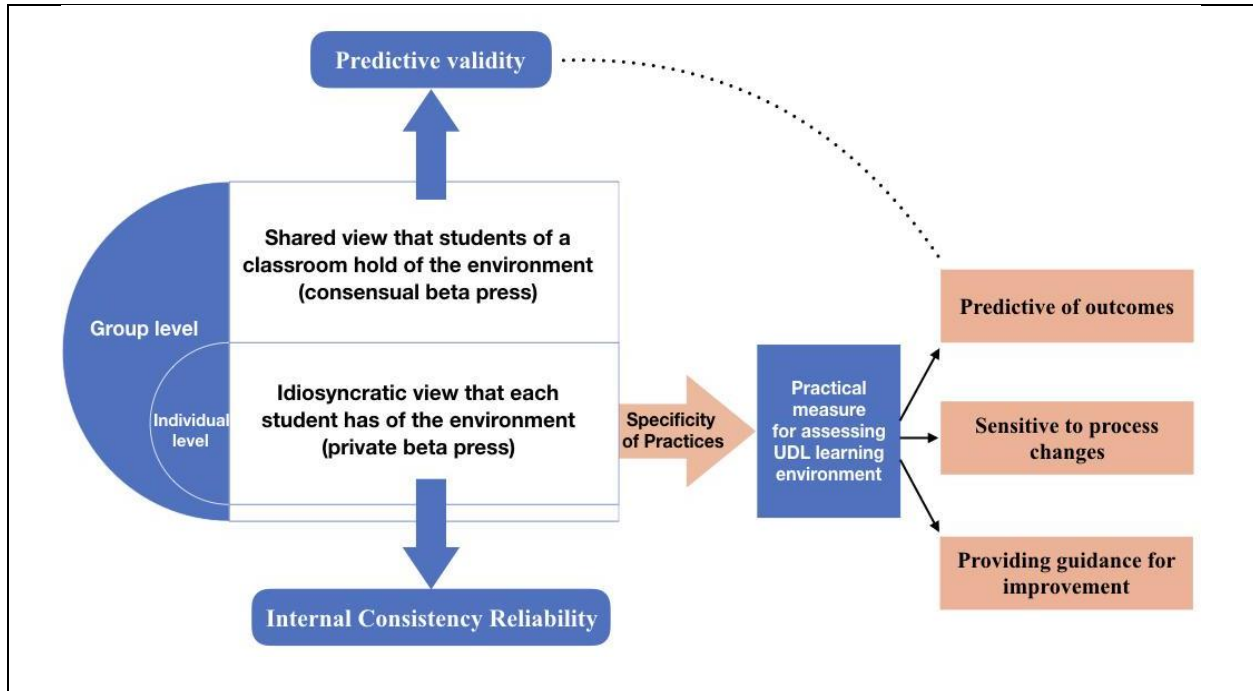 Predictive validity
Shared view that students of a
classroom hold of the environment
(consensual beta press)
Group level
Idiosyncratic view that each
student has of the environment
(private beta press)
Individual
level
Specificity
of Practices
Practical
measure
for assessing
UDL learning
environment
Predictive of outcomes
Sensitive to process
changes
Providing guidance for
improvement
Internal Consistency Reliability